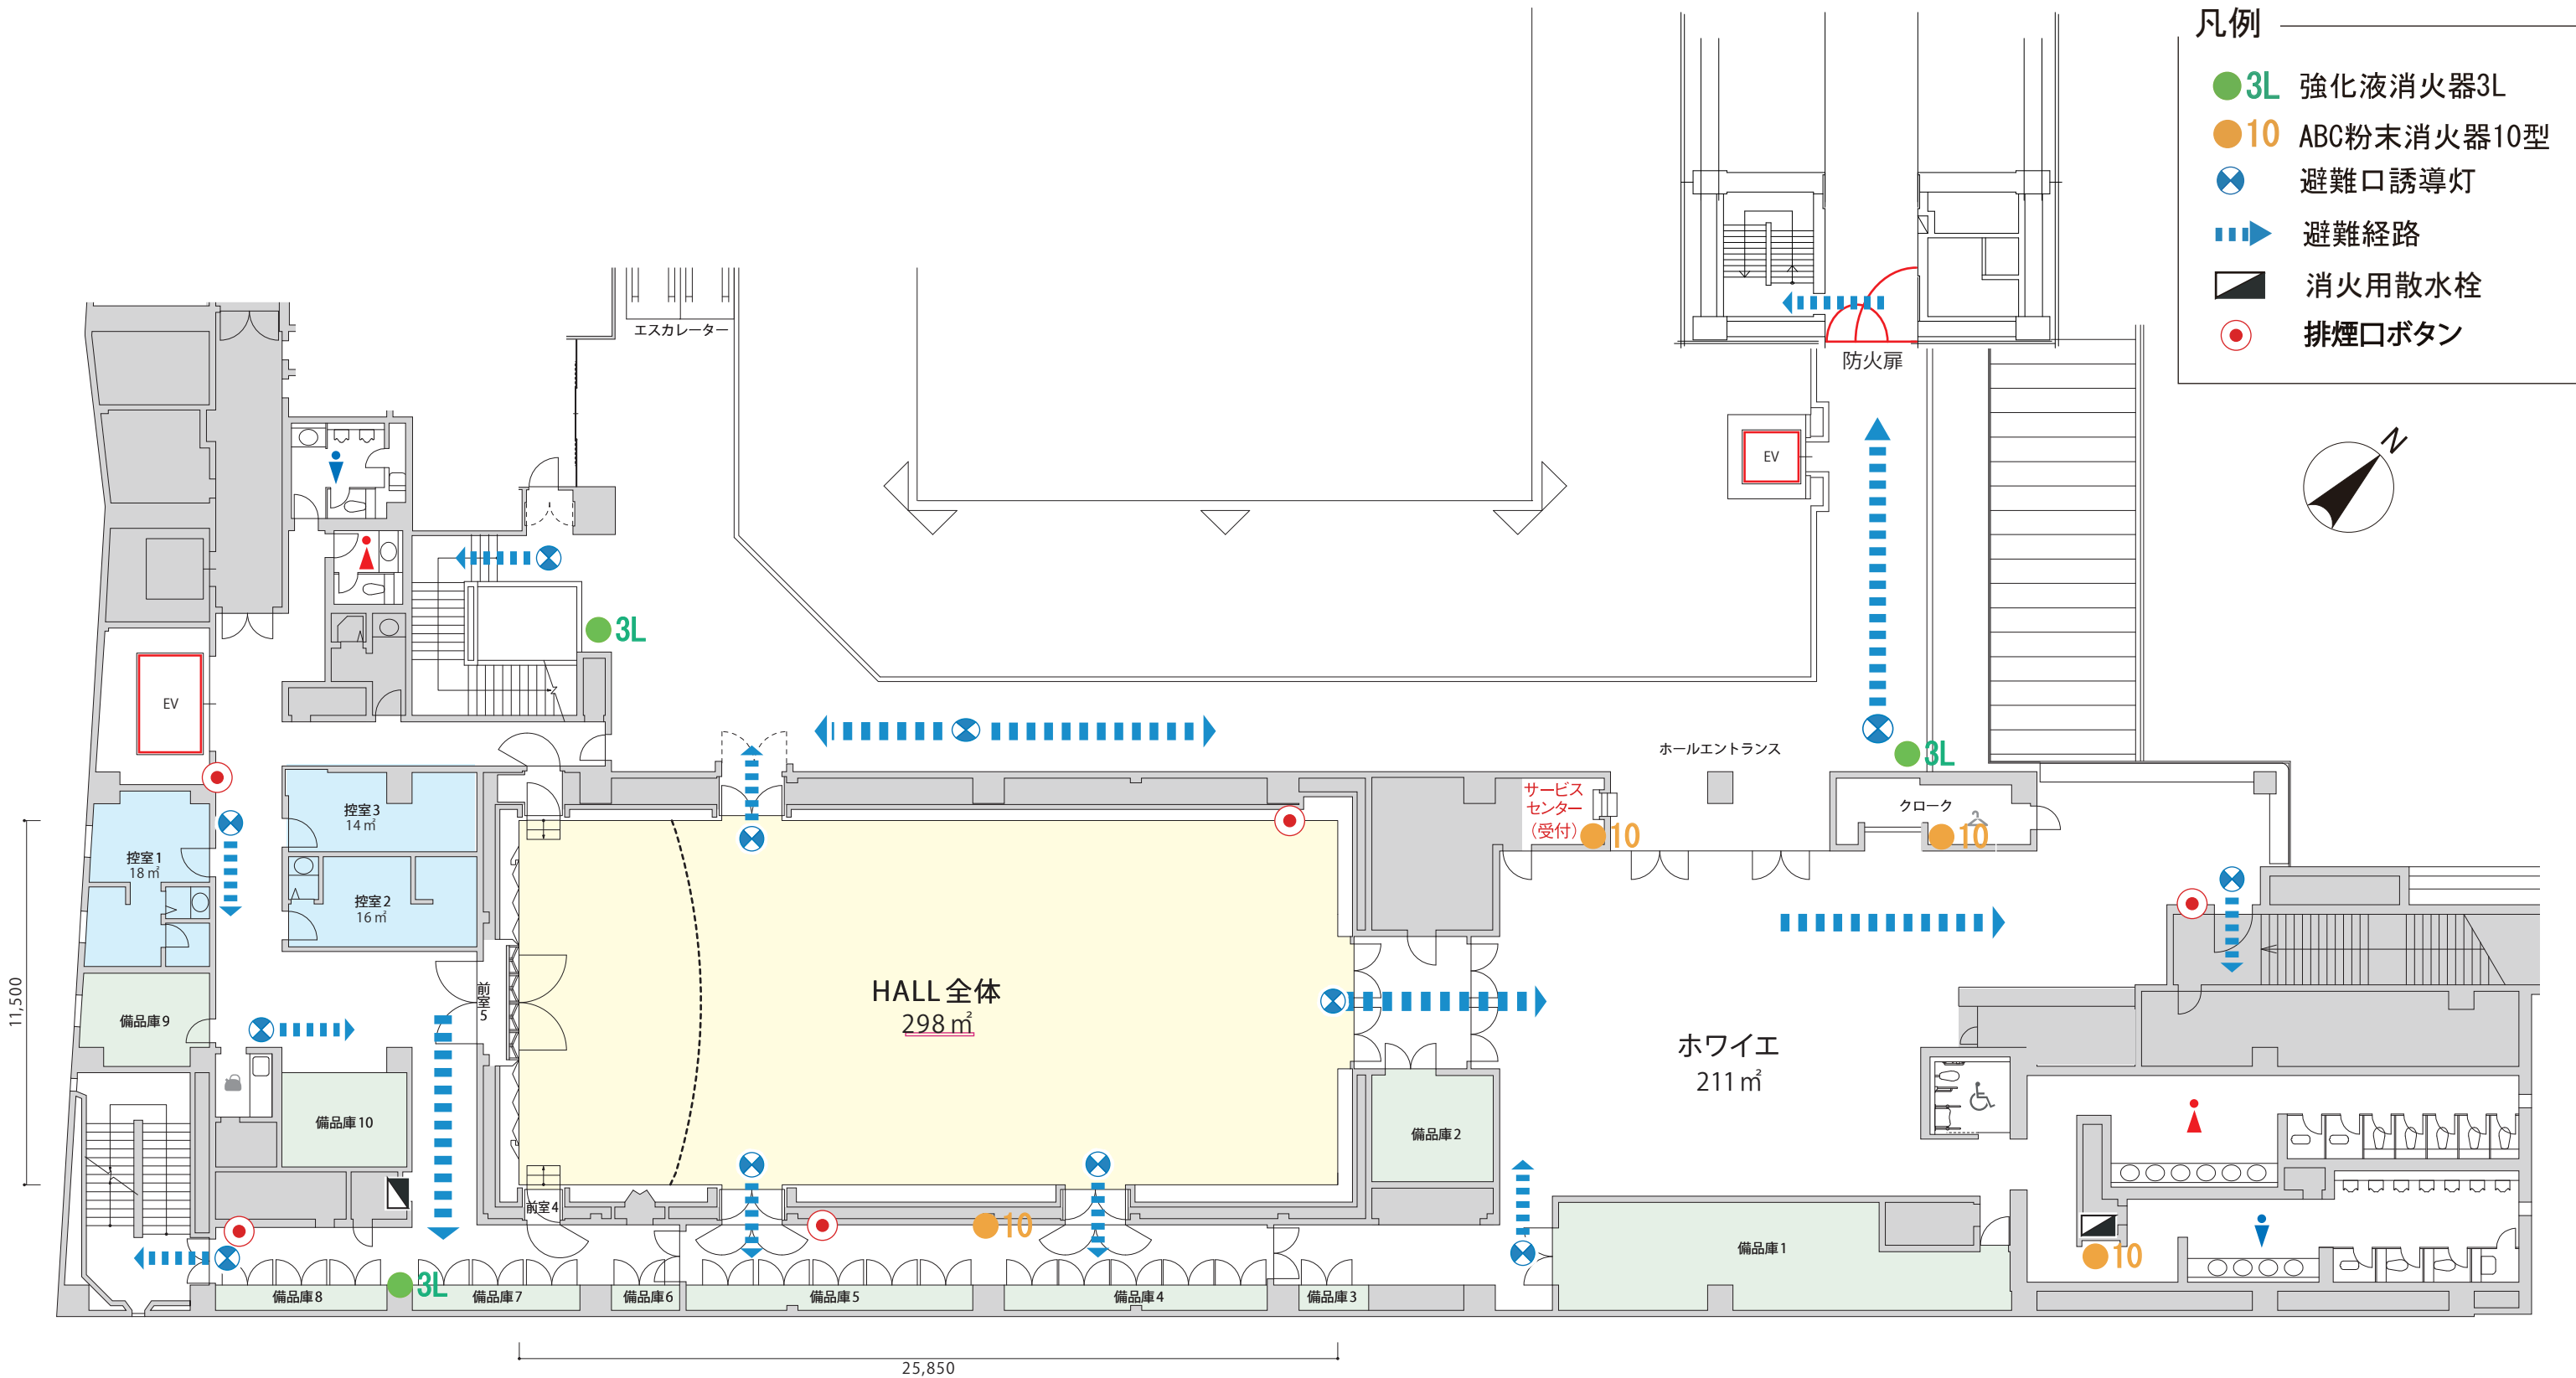 凡例
3L 強化液消火器3L
10 ABC粉末消火器10型
避難口誘導灯
避難経路
消火用散水栓
排煙口ボタン
エスカレーター
防火扉
N
EV
3L
EV
ホールエントランス
3L
サービス
センター
(受付)
10
クローク
10
控室3
14㎡
控室1
18㎡
控室2
16㎡
11,500
前室5
HALL 全体
298㎡
備品庫9
ホワイエ
211㎡
備品庫10
備品庫2
前室4
10
備品庫1
10
3L
備品庫8
備品庫7
備品庫6
備品庫5
備品庫4
備品庫3
25,850